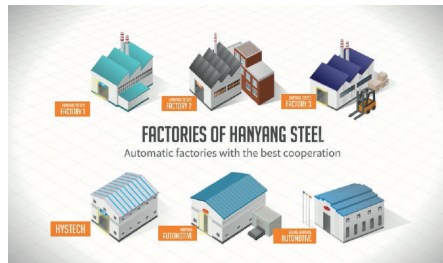 FACTORY 1
FACTORY 2
FACTORY 3
FACTORIES OF HANYANG STEEL
Automatic factories with the best cooperation
HYSTECH
AUTOMOTIVE
AUTOMOTIVE